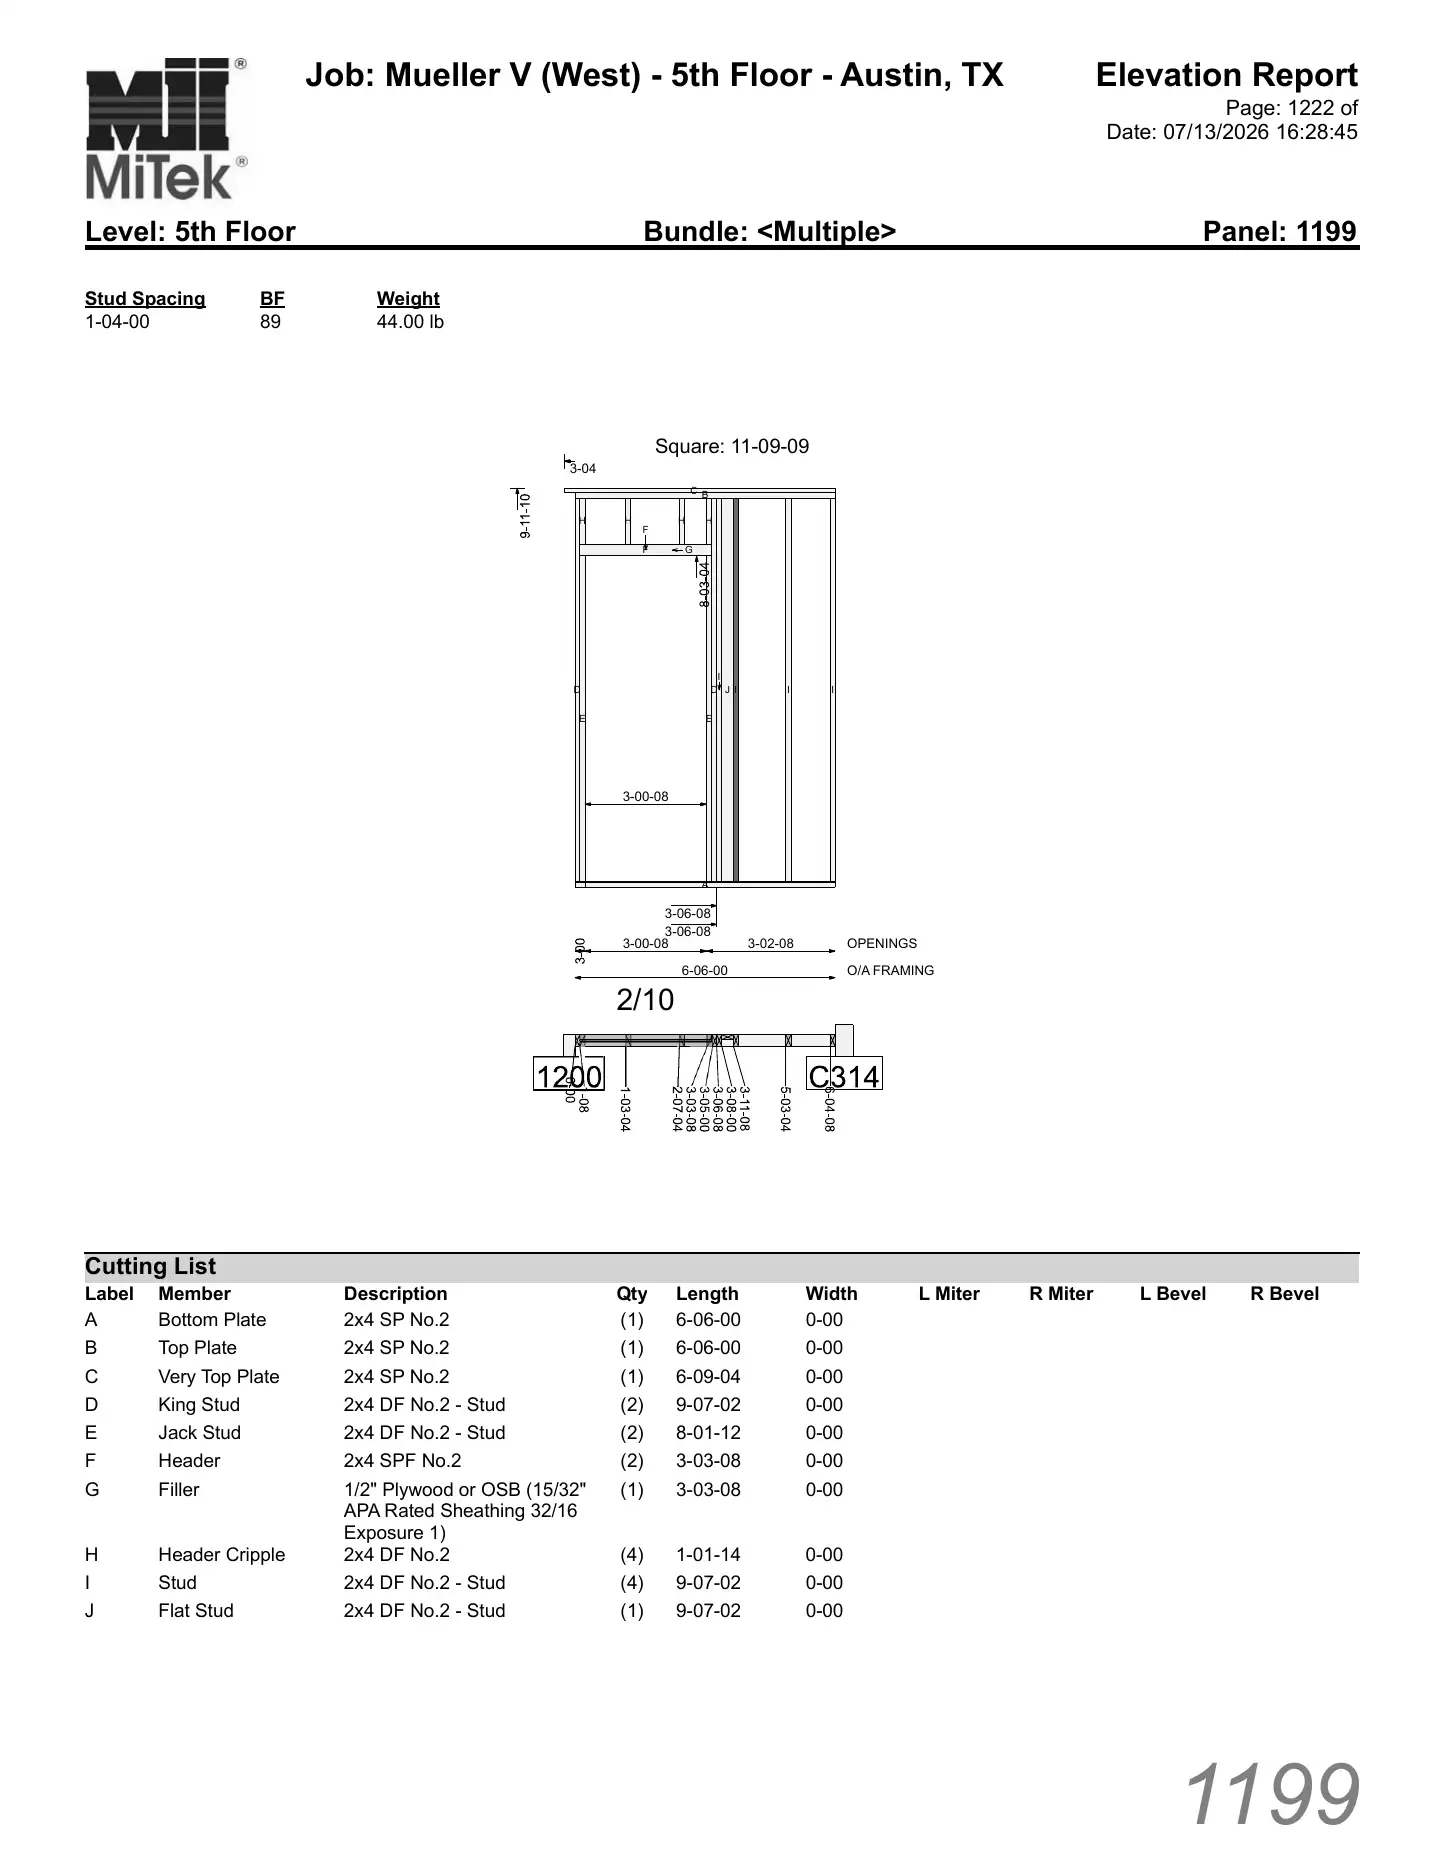 Job: Mueller V (West) - 5th Floor - Austin, TX
Elevation Report
Page: 1222 of
Date: 07/13/2026 16:28:45
MiTek®
Level: 5th Floor
Bundle: <Multiple>
Panel: 1199
Stud Spacing BF Weight
1-04-00 89 44.00 lb
Square: 11-09-09
3-04
9-11-10
C B
H H H H
F
F G
8-03-04
I
D D J I I I
E E
3-00-08
A
3-06-08
3-06-08
3-00 3-00-08 3-02-08 OPENINGS
6-06-00 O/A FRAMING
2/10
1200 C314
-08 1-03-04 2-07-04 3-03-08 3-05-00 3-06-08 3-08-00 3-11-08 5-03-04 6-04-08
Cutting List
Label Member Description Qty Length Width L Miter R Miter L Bevel R Bevel
A Bottom Plate 2x4 SP No.2 (1) 6-06-00 0-00
B Top Plate 2x4 SP No.2 (1) 6-06-00 0-00
C Very Top Plate 2x4 SP No.2 (1) 6-09-04 0-00
D King Stud 2x4 DF No.2 - Stud (2) 9-07-02 0-00
E Jack Stud 2x4 DF No.2 - Stud (2) 8-01-12 0-00
F Header 2x4 SPF No.2 (2) 3-03-08 0-00
G Filler 1/2" Plywood or OSB (15/32" (1) 3-03-08 0-00
APA Rated Sheathing 32/16
Exposure 1)
H Header Cripple 2x4 DF No.2 (4) 1-01-14 0-00
I Stud 2x4 DF No.2 - Stud (4) 9-07-02 0-00
J Flat Stud 2x4 DF No.2 - Stud (1) 9-07-02 0-00
1199